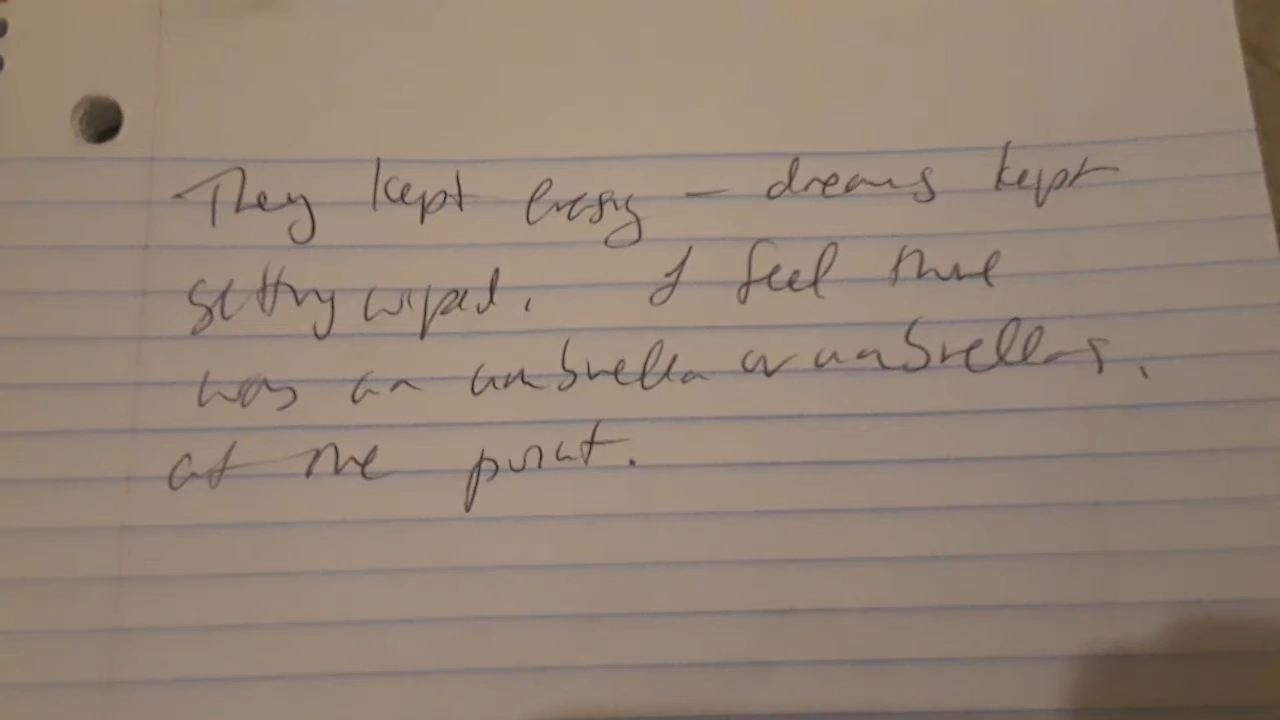 They kept erasing – dreams kept
getting wiped. I feel there
was an umbrella or umbrellas.
at one point.